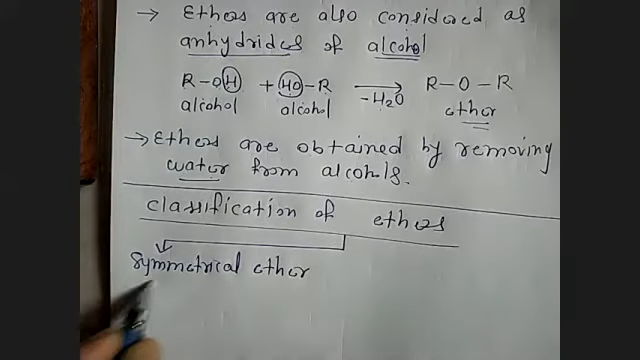 → Ethers are also considered as
anhydrides of alcohol
R-OH + HO-R → R-O-R
alcohol alcohol -H2O ether
→ Ethers are obtained by removing
water from alcohols.
classification of ethers
symmetrical ether